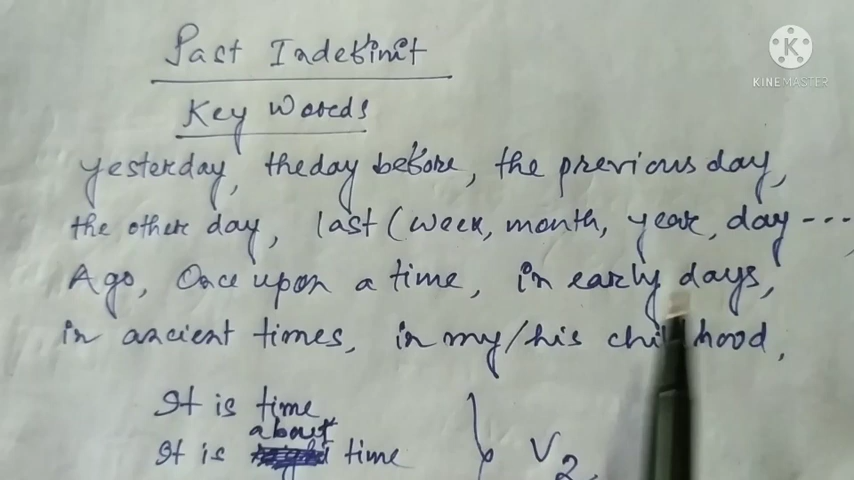 Past Indefinit
Key Words
yesterday, the day before, the previous day,
the other day, last (week, month, year, day ---,
Ago, Once upon a time, in early days,
in ancient times, in my/his childhood,
It is time
It is about time } V2
K
KINEMASTER